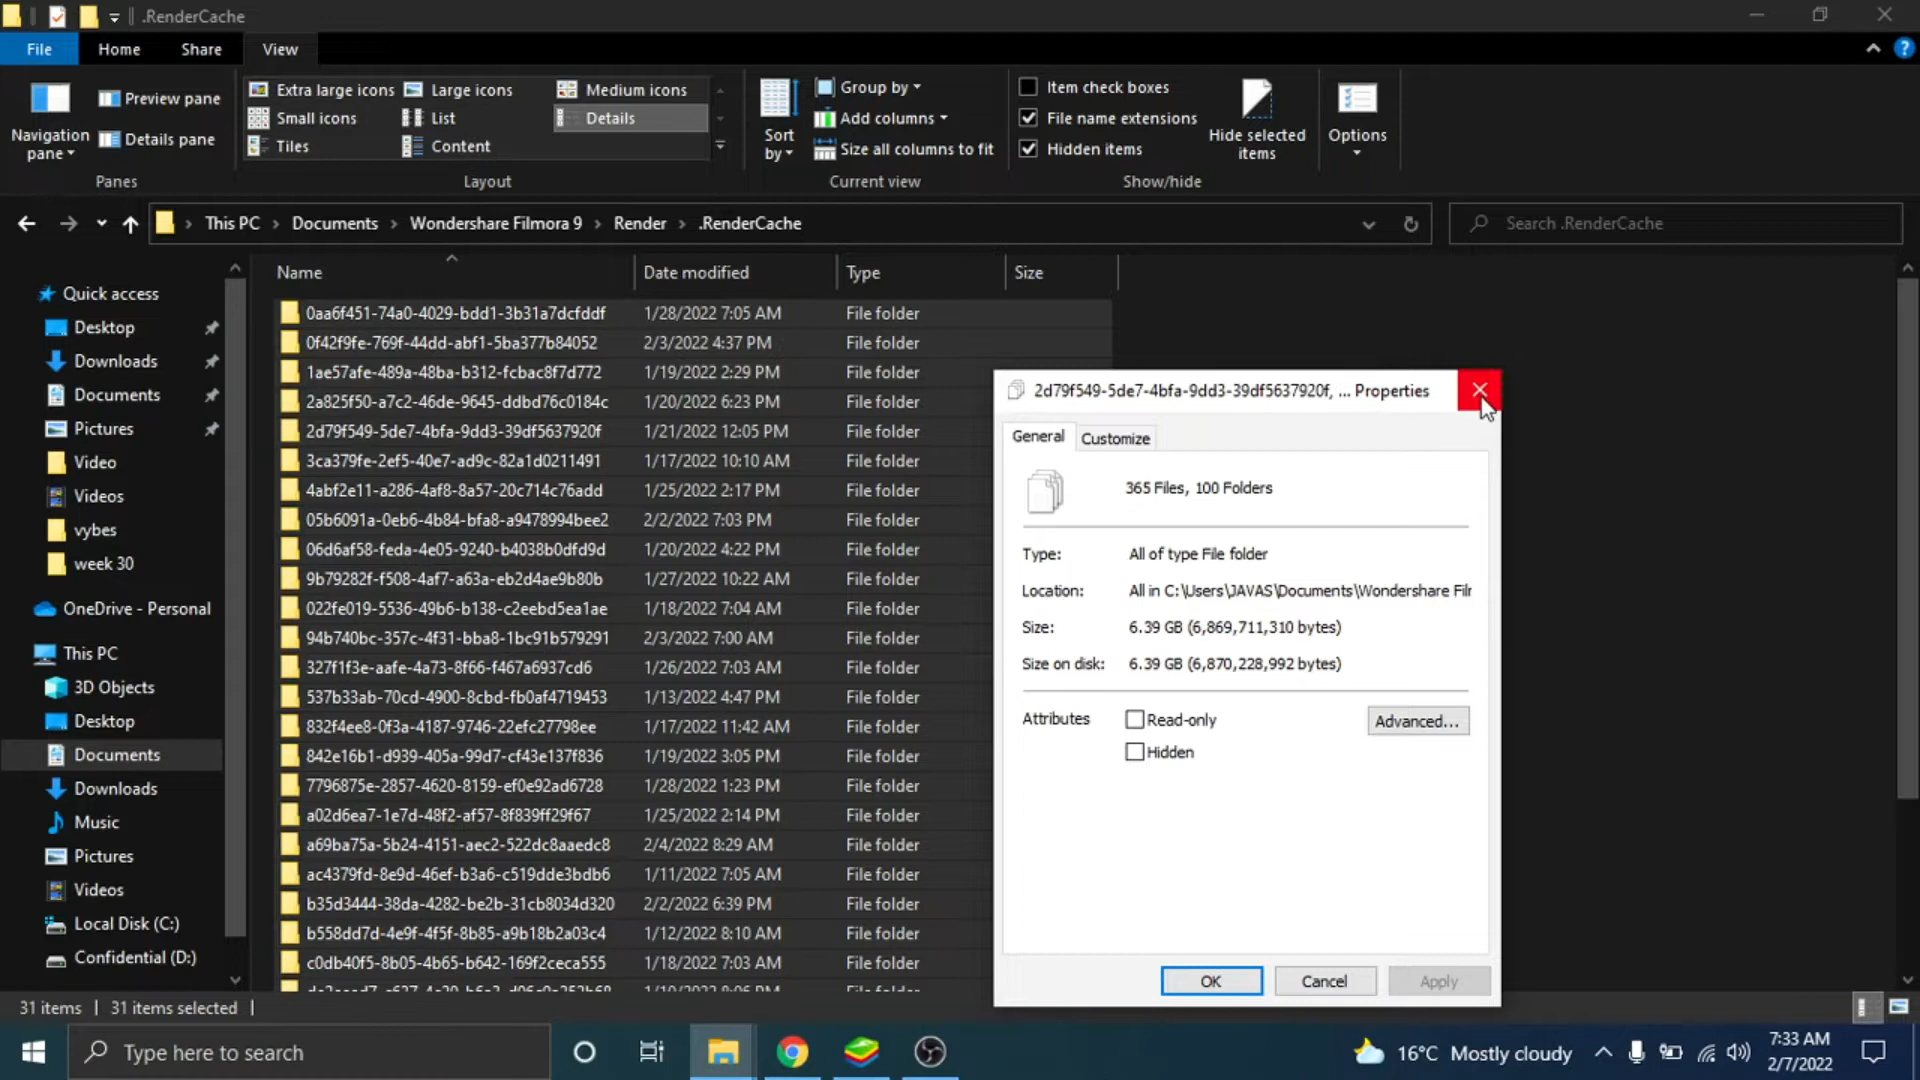 .RenderCache
File Home Share View
Navigation pane
Preview pane
Details pane
Panes
Extra large icons Large icons Medium icons
Small icons List Details
Tiles Content
Layout
Sort by
Group by
Add columns
Size all columns to fit
Current view
Item check boxes
File name extensions
Hidden items
Hide selected items
Show/hide
Options
This PC Documents Wondershare Filmora 9 Render .RenderCache
Search .RenderCache
Quick access
Desktop
Downloads
Documents
Pictures
Video
Videos
vybes
week 30
OneDrive - Personal
This PC
3D Objects
Desktop
Documents
Downloads
Music
Pictures
Videos
Local Disk (C:)
Confidential (D:)
Name Date modified Type Size
0aa6f451-74a0-4029-bdd1-3b31a7dcfddf 1/28/2022 7:05 AM File folder
0f42f9fe-769f-44dd-abf1-5ba377b84052 2/3/2022 4:37 PM File folder
1ae57afe-489a-48ba-b312-fcbac8f7d772 1/19/2022 2:29 PM File folder
2a825f50-a7c2-46de-9645-ddbd76c0184c 1/20/2022 6:23 PM File folder
2d79f549-5de7-4bfa-9dd3-39df5637920f 1/21/2022 12:05 PM File folder
3ca379fe-2ef5-40e7-ad9c-82a1d0211491 1/17/2022 10:10 AM File folder
4abf2e11-a286-4af8-8a57-20c714c76add 1/25/2022 2:17 PM File folder
05b6091a-0eb6-4b84-bfa8-a9478994bee2 2/2/2022 7:03 PM File folder
06d6af58-feda-4e05-9240-b4038b0dfd9d 1/20/2022 4:22 PM File folder
9b79282f-f508-4af7-a63a-eb2d4ae9b80b 1/27/2022 10:22 AM File folder
022fe019-5536-49b6-b138-c2eebd5ea1ae 1/18/2022 7:04 AM File folder
94b740bc-357c-4f31-bba8-1bc91b579291 2/3/2022 7:00 AM File folder
327f1f3e-aafe-4a73-8f66-f467a6937cd6 1/26/2022 7:03 AM File folder
537b33ab-70cd-4900-8cbd-fb0af4719453 1/13/2022 4:47 PM File folder
832f4ee8-0f3a-4187-9746-22efc27798ee 1/17/2022 11:42 AM File folder
842e16b1-d939-405a-99d7-cf43e137f836 1/19/2022 3:05 PM File folder
7796875e-2857-4620-8159-ef0e92ad6728 1/28/2022 1:23 PM File folder
a02d6ea7-1e7d-48f2-af57-8f839ff29f67 1/25/2022 2:14 PM File folder
a69ba75a-5b24-4151-aec2-522dc8aaedc8 2/4/2022 8:29 AM File folder
ac4379fd-8e9d-46ef-b3a6-c519dde3bdb6 1/11/2022 7:05 AM File folder
b35d3444-38da-4282-be2b-31cb8034d320 2/2/2022 6:39 PM File folder
b558dd7d-4e9f-4f5f-8b85-a9b18b2a03c4 1/12/2022 8:10 AM File folder
c0db40f5-8b05-4b65-b642-169f2ceca555 1/18/2022 7:03 AM File folder
2d79f549-5de7-4bfa-9dd3-39df5637920f, ... Properties
General Customize
365 Files, 100 Folders
Type: All of type File folder
Location: All in C:\Users\JAVAS\Documents\Wondershare Fil
Size: 6.39 GB (6,869,711,310 bytes)
Size on disk: 6.39 GB (6,870,228,992 bytes)
Attributes Read-only Advanced...
Hidden
OK Cancel Apply
31 items 31 items selected
Type here to search
16°C Mostly cloudy
7:33 AM
2/7/2022